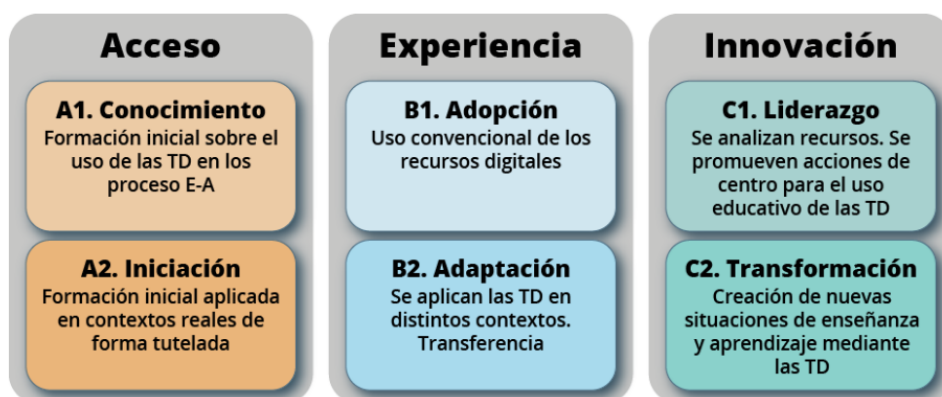 Acceso
A1. Conocimiento
Formación inicial sobre el
uso de las TD en los
proceso E-A
A2. Iniciación
Formación inicial aplicada
en contextos reales de
forma tutelada
Experiencia
B1. Adopción
Uso convencional de los
recursos digitales
B2. Adaptación
Se aplican las TD en
distintos contextos.
Transferencia
Innovación
C1. Liderazgo
Se analizan recursos. Se
promueven acciones de
centro para el uso
educativo de las TD
C2. Transformación
Creación de nuevas
situaciones de enseñanza
y aprendizaje mediante
las TD